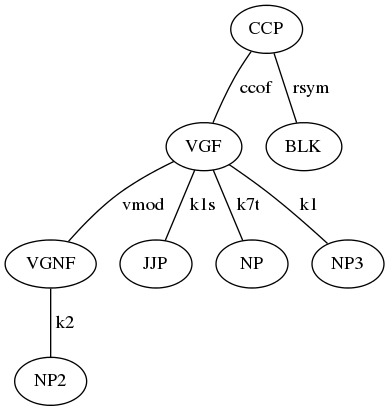 CCP
ccof rsym
VGF BLK
vmod k1s k7t k1
VGNF JJP NP NP3
k2
NP2